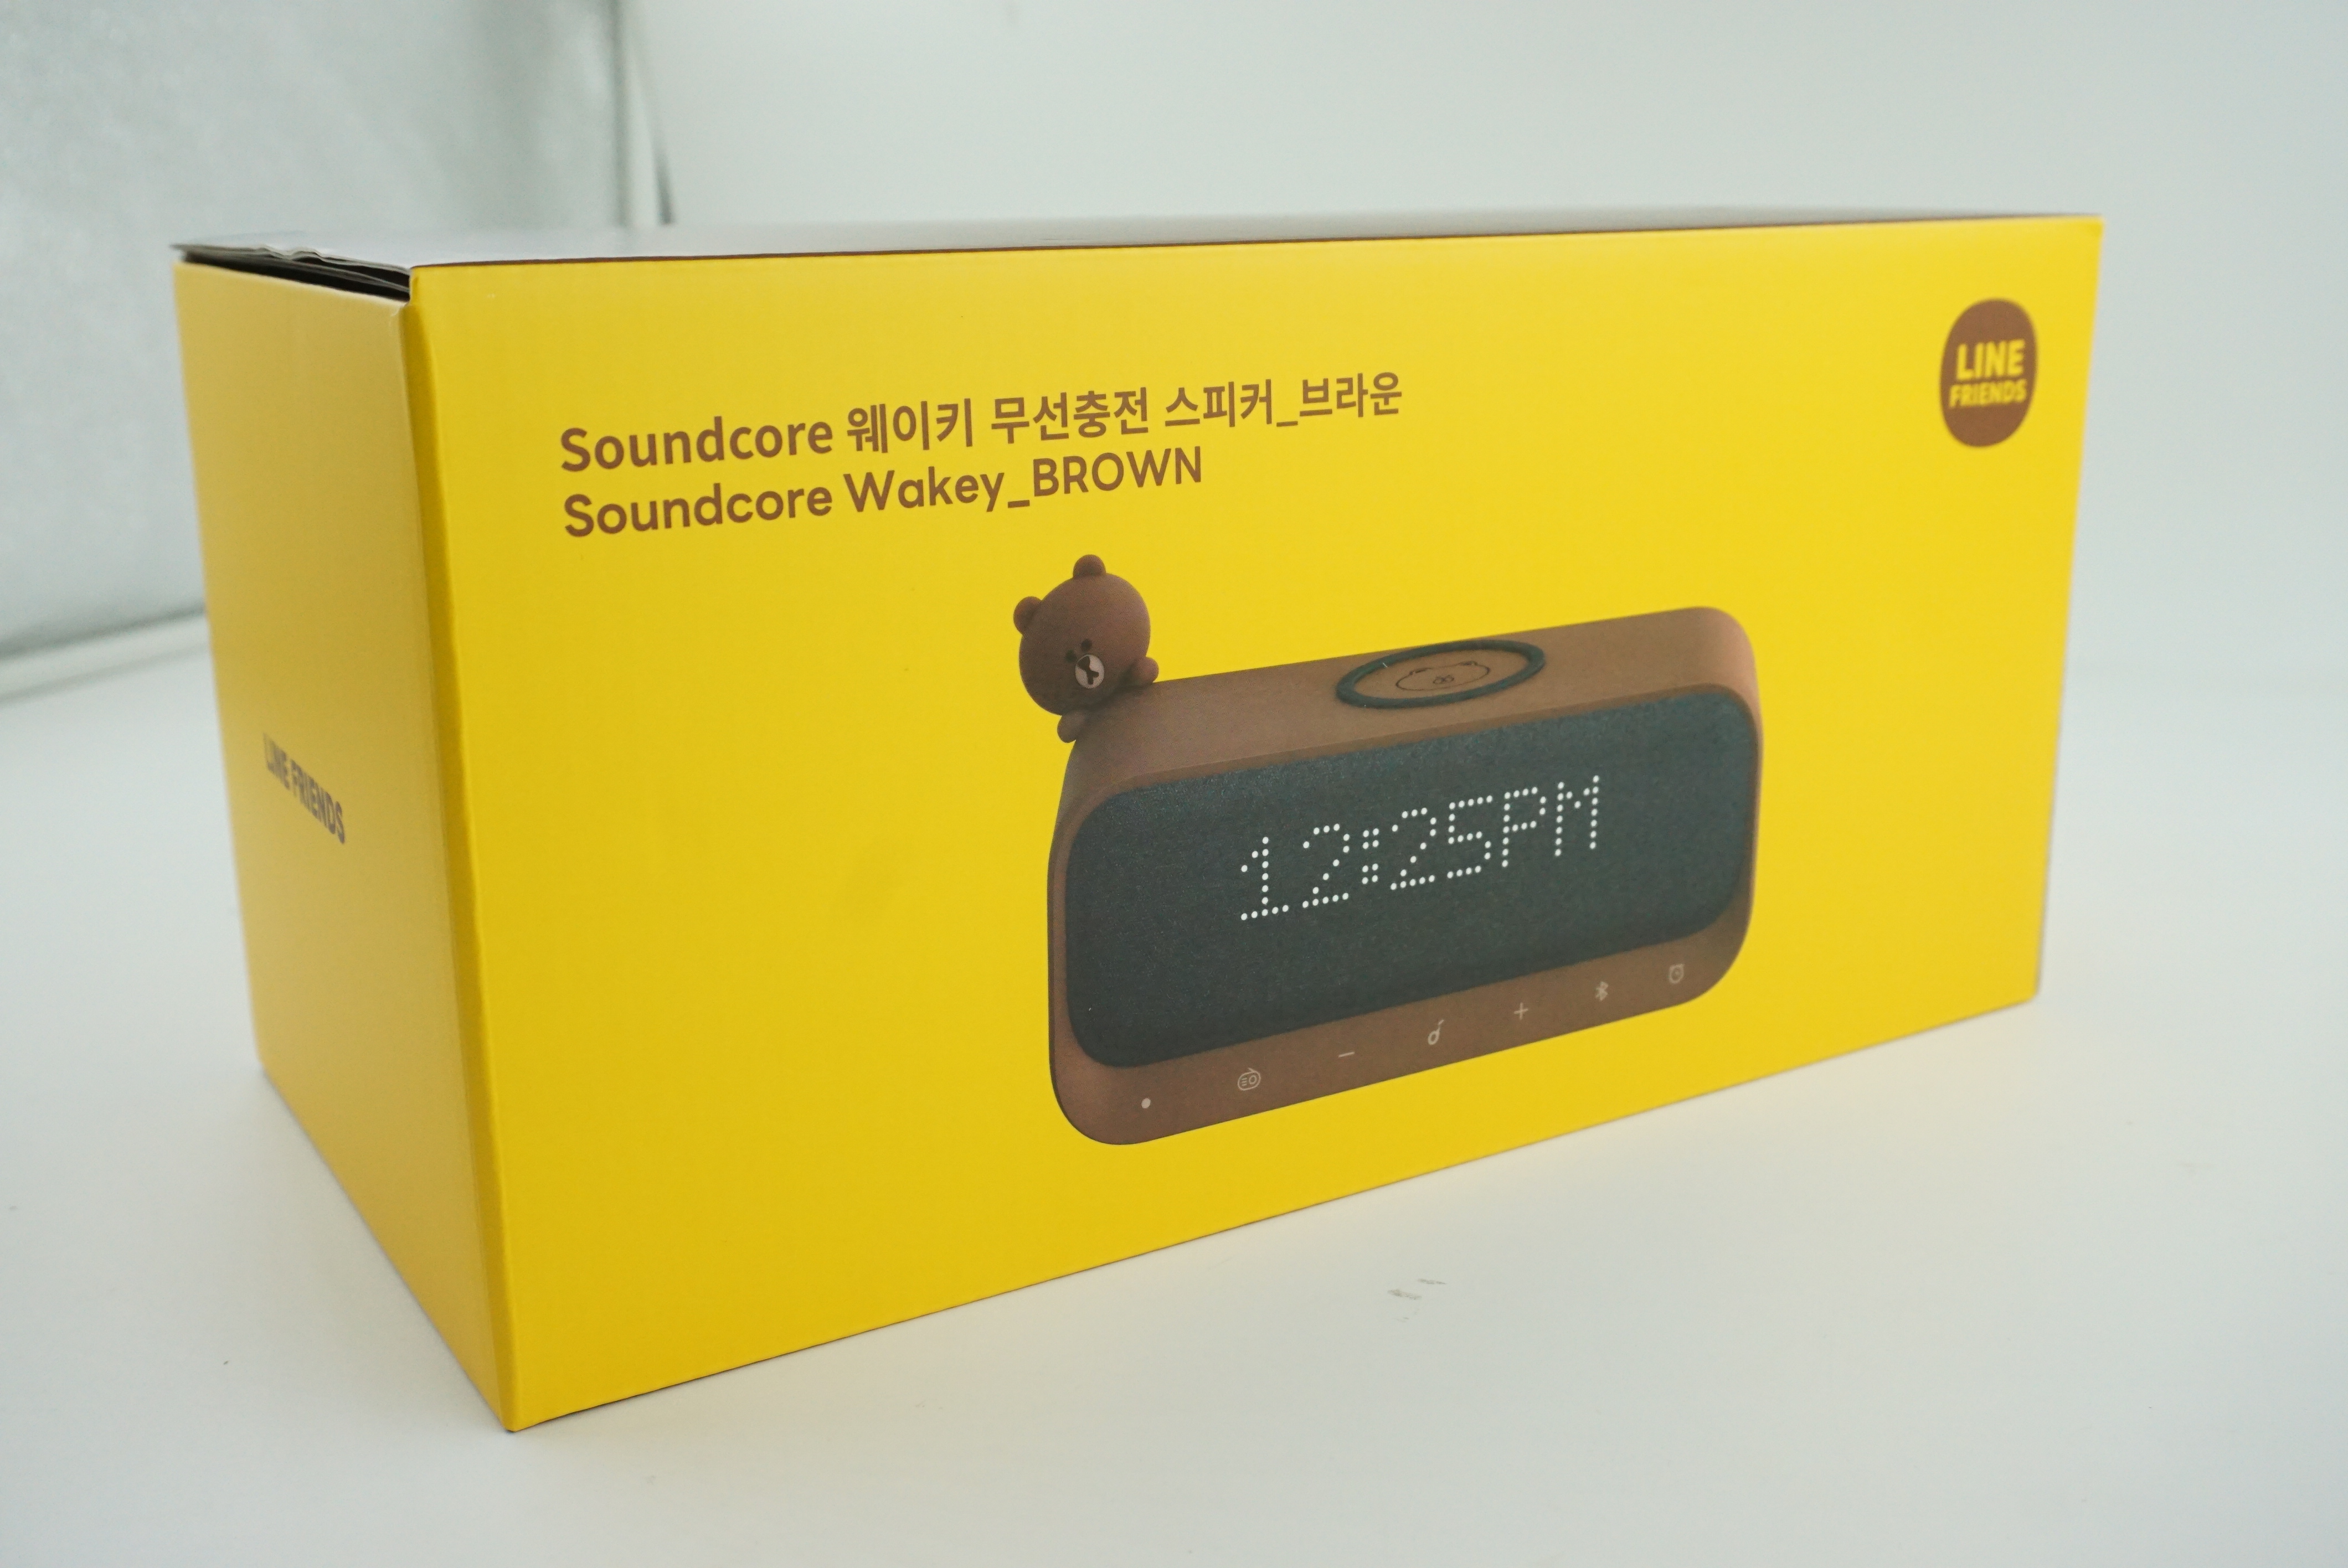 Soundcore 웨이키 무선충전 스피커_브라운
Soundcore Wakey_BROWN
LINE
FRIENDS
12:25PM
LINE FRIENDS